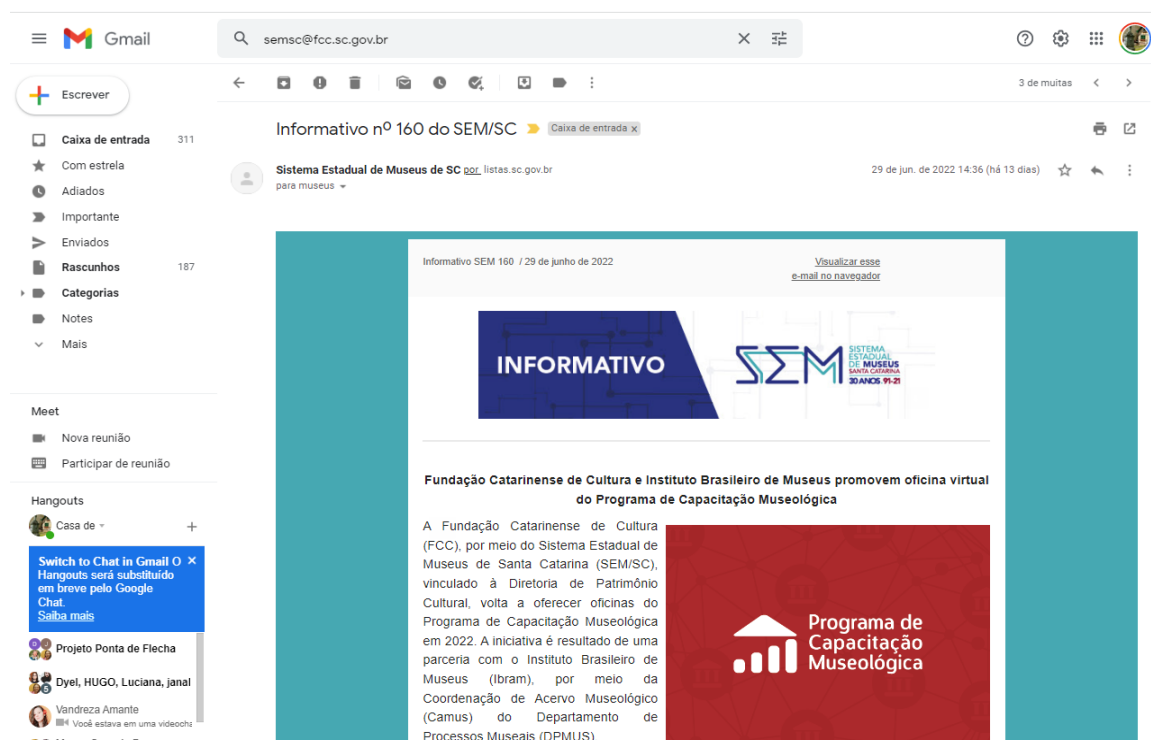 Gmail
semsc@fcc.sc.gov.br
Escrever
3 de muitas
Caixa de entrada 311
Com estrela
Adiados
Importante
Enviados
Rascunhos 187
Categorias
Notes
Mais
Meet
Nova reunião
Participar de reunião
Hangouts
Casa de
Switch to Chat in Gmail O
Hangouts será substituído
em breve pelo Google
Chat.
Saiba mais
Projeto Ponta de Flecha
5
Dyel, HUGO, Luciana, janal
Vandreza Amante
Você estava em uma videocha
Informativo nº 160 do SEM/SC Caixa de entrada x
Sistema Estadual de Museus de SC por listas.sc.gov.br
29 de jun. de 2022 14:36 (há 13 dias)
para museus
Informativo SEM 160 / 29 de junho de 2022
Visualizar esse
e-mail no navegador
INFORMATIVO
SEM
SISTEMA
ESTADUAL
DE MUSEUS
SANTA CATARINA
30 ANOS 91-21
Fundação Catarinense de Cultura e Instituto Brasileiro de Museus promovem oficina virtual
do Programa de Capacitação Museológica
A Fundação Catarinense de Cultura
(FCC), por meio do Sistema Estadual de
Museus de Santa Catarina (SEM/SC),
vinculado à Diretoria de Patrimônio
Cultural, volta a oferecer oficinas do
Programa de Capacitação Museológica
em 2022. A iniciativa é resultado de uma
parceria com o Instituto Brasileiro de
Museus (Ibram), por meio da
Coordenação de Acervo Museológico
(Camus) do Departamento de
Processos Museais (DPMUS).
Programa de
Capacitação
Museológica